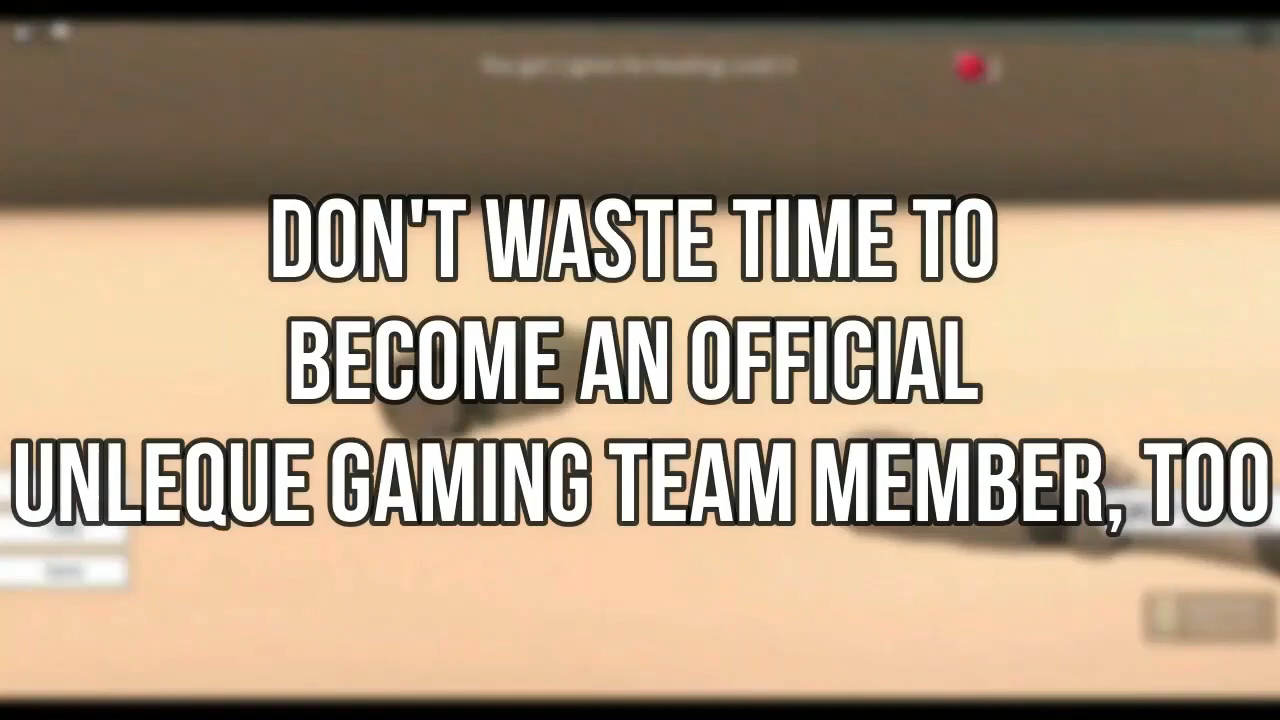 DON'T WASTE TIME TO
BECOME AN OFFICIAL
UNLEQUE GAMING TEAM MEMBER, TOO